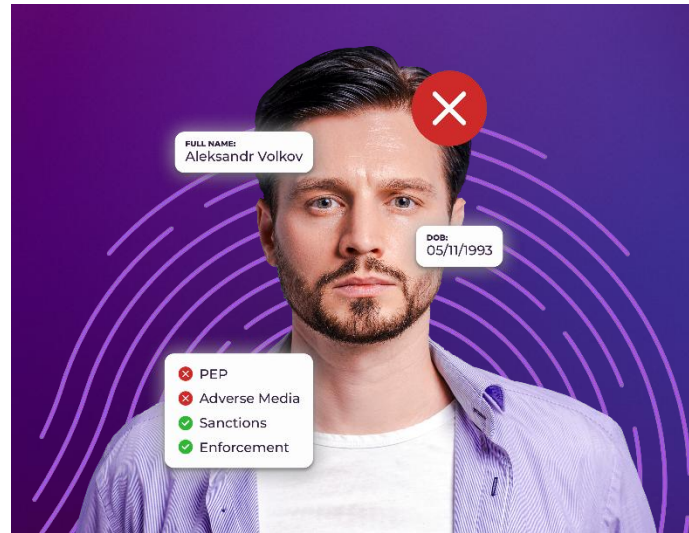 FULL NAME:
Aleksandr Volkov
DOB:
05/11/1993
PEP
Adverse Media
Sanctions
Enforcement